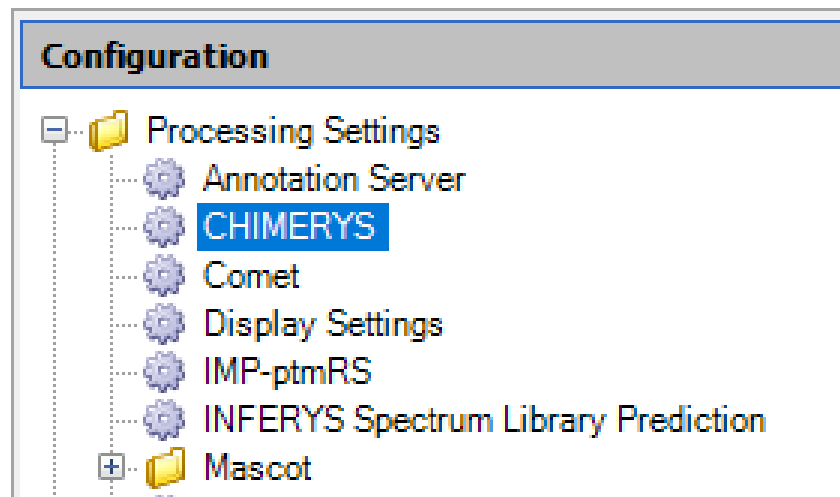 Configuration
Processing Settings
Annotation Server
CHIMERYS
Comet
Display Settings
IMP-ptmRS
INFERYS Spectrum Library Prediction
Mascot